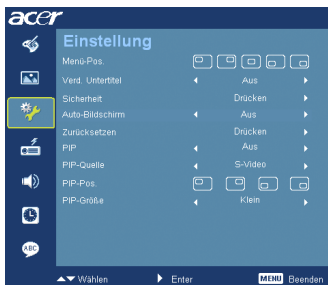 acer
Einstellung
Menü-Pos.
Verd. Untertitel Aus
Sicherheit Drücken
Auto-Bildschirm Aus
Zurücksetzen Drücken
PIP Aus
PIP-Quelle S-Video
PIP-Pos.
PIP-Größe Klein
ABC
Wählen Enter MENU Beenden